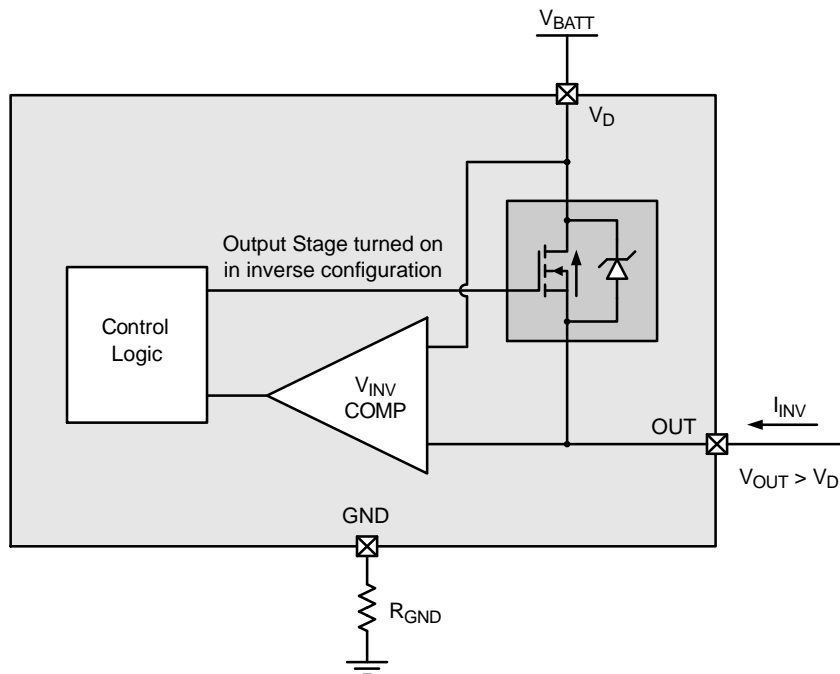 VBATT
VD
Output Stage turned on
in inverse configuration
Control
Logic
VINV
COMP
OUT
IINV
VOUT > VD
GND
RGND